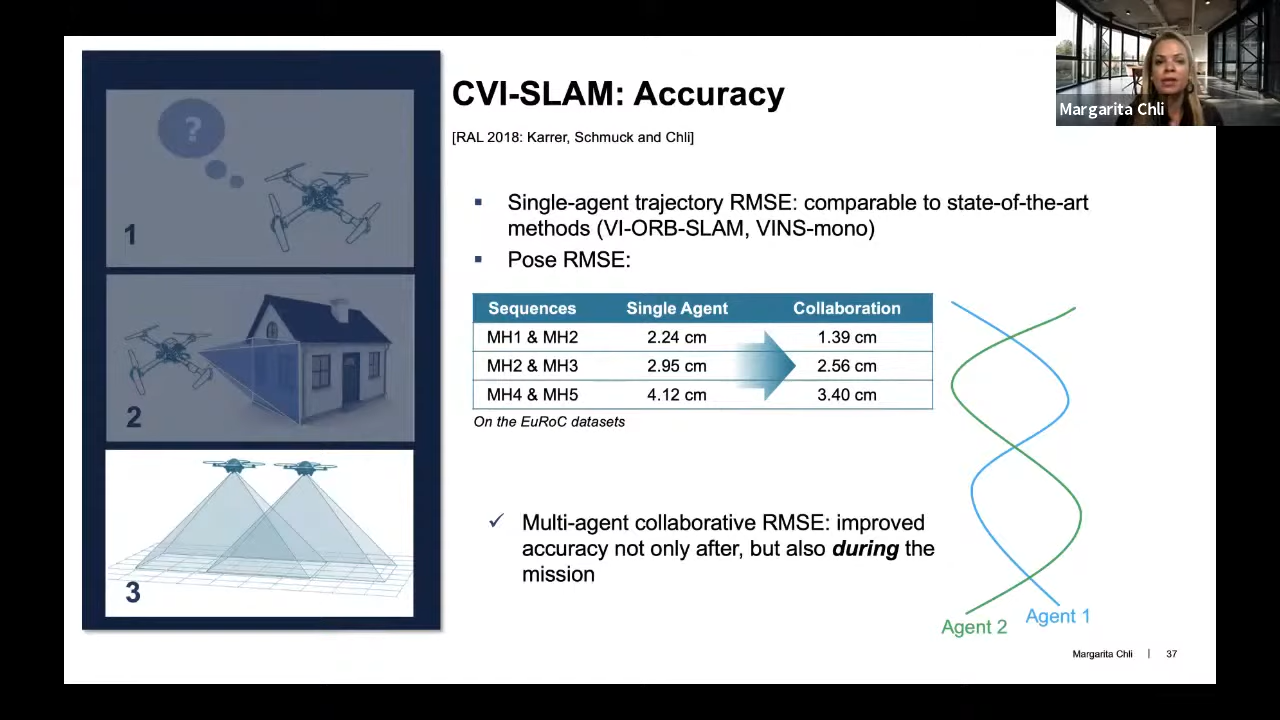 CVI-SLAM: Accuracy
Margarita Chli
[RAL 2018: Karrer, Schmuck and Chli]
?
1
2
3
▪ Single-agent trajectory RMSE: comparable to state-of-the-art
methods (VI-ORB-SLAM, VINS-mono)
▪ Pose RMSE:
Sequences Single Agent Collaboration
MH1 & MH2 2.24 cm 1.39 cm
MH2 & MH3 2.95 cm 2.56 cm
MH4 & MH5 4.12 cm 3.40 cm
On the EuRoC datasets
✓ Multi-agent collaborative RMSE: improved
accuracy not only after, but also during the
mission
Agent 1
Agent 2
Margarita Chli | 37